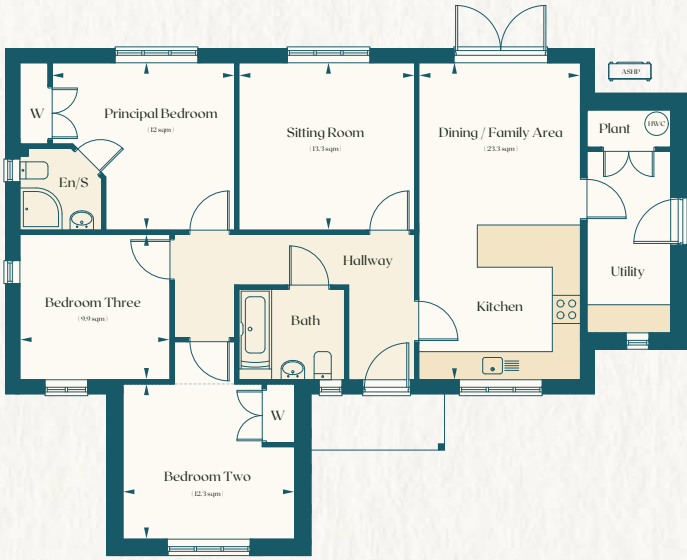 ASHP
W
Principal Bedroom
(12 sqm)
Sitting Room
(13.3 sqm)
Dining / Family Area
(23.3 sqm)
Plant
HWC
En/S
Hallway
Utility
Bedroom Three
(9.9 sqm)
Bath
Kitchen
W
Bedroom Two
(12.3 sqm)